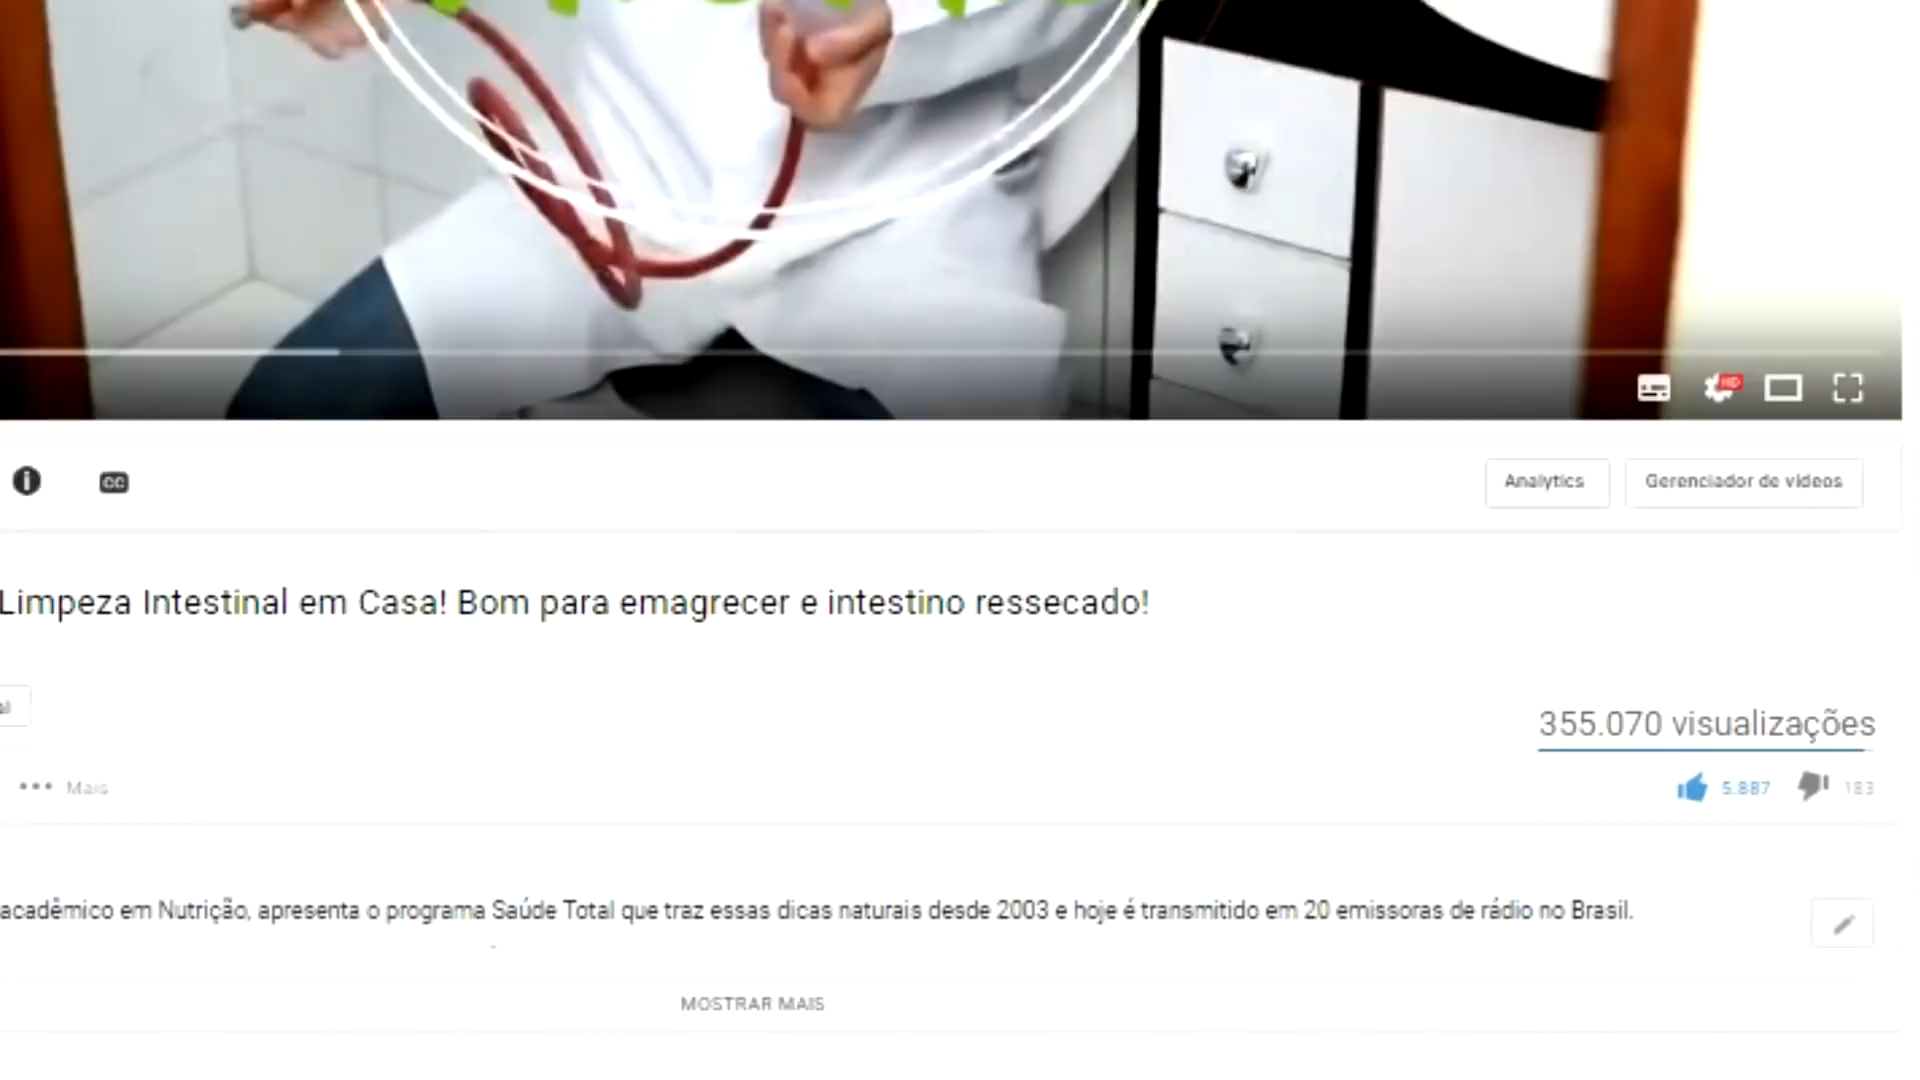 HD
CC
Analytics
Gerenciador de vídeos
Limpeza Intestinal em Casa! Bom para emagrecer e intestino ressecado!
355.070 visualizações
Mais
5.887
183
acadêmico em Nutrição, apresenta o programa Saúde Total que traz essas dicas naturais desde 2003 e hoje é transmitido em 20 emissoras de rádio no Brasil.
MOSTRAR MAIS